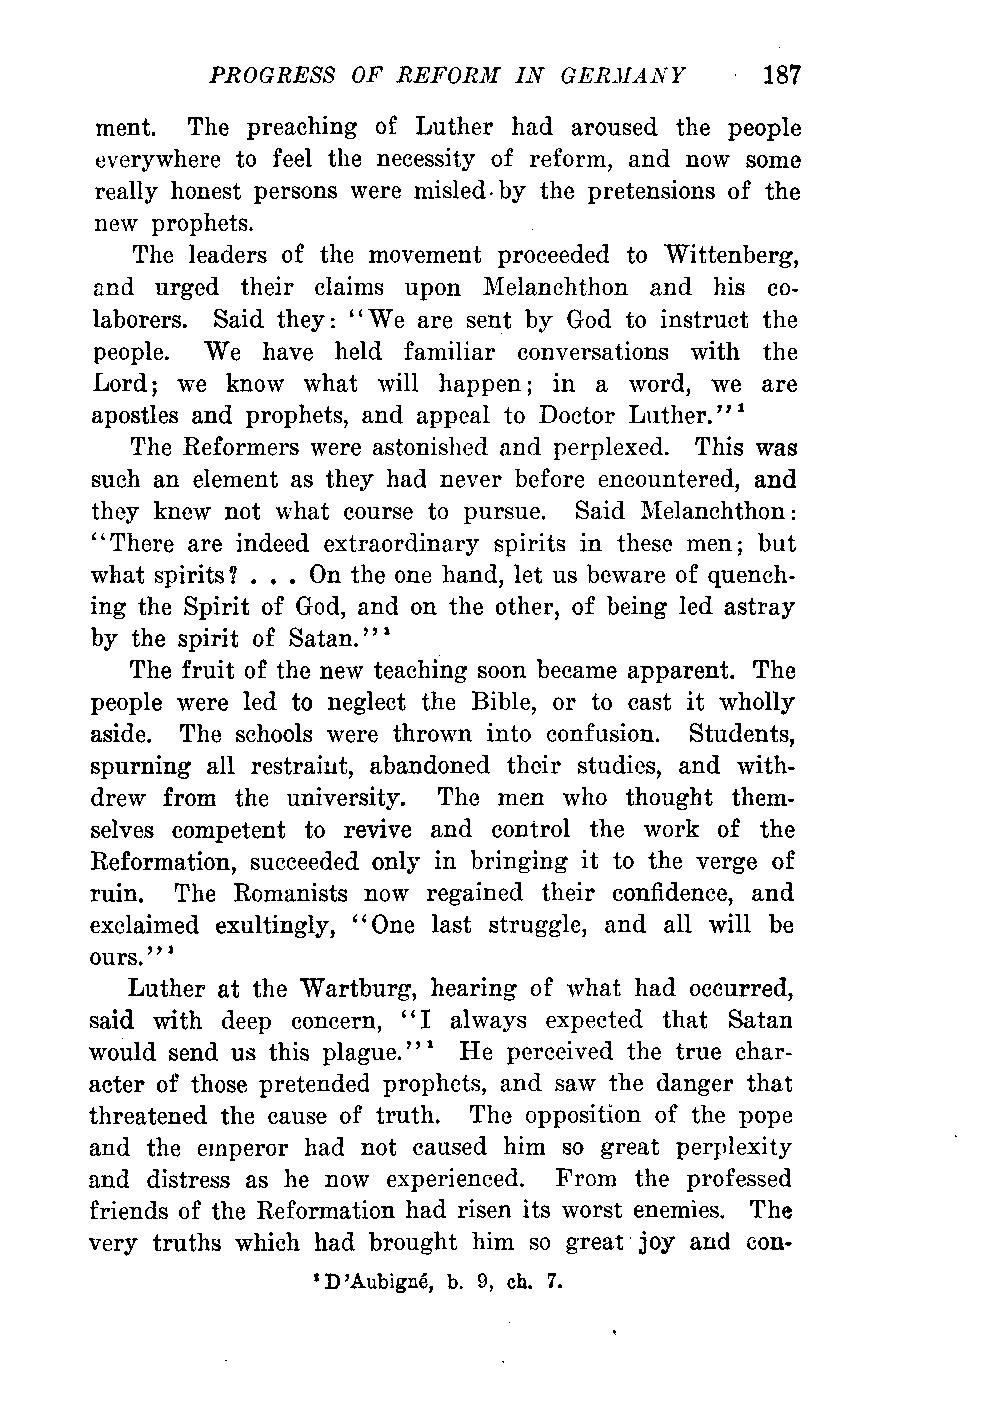 PROGRESS OF REFORM IN GERMANY 187
ment. The preaching of Luther had aroused the people
everywhere to feel the necessity of reform, and now some
really honest persons were misled by the pretensions of the
new prophets.
The leaders of the movement proceeded to Wittenberg,
and urged their claims upon Melanchthon and his co-
laborers. Said they: "We are sent by God to instruct the
people. We have held familiar conversations with the
Lord; we know what will happen; in a word, we are
apostles and prophets, and appeal to Doctor Luther."¹
The Reformers were astonished and perplexed. This was
such an element as they had never before encountered, and
they knew not what course to pursue. Said Melanchthon:
"There are indeed extraordinary spirits in these men; but
what spirits? . . . On the one hand, let us beware of quench-
ing the Spirit of God, and on the other, of being led astray
by the spirit of Satan."¹
The fruit of the new teaching soon became apparent. The
people were led to neglect the Bible, or to cast it wholly
aside. The schools were thrown into confusion. Students,
spurning all restraint, abandoned their studies, and with-
drew from the university. The men who thought them-
selves competent to revive and control the work of the
Reformation, succeeded only in bringing it to the verge of
ruin. The Romanists now regained their confidence, and
exclaimed exultingly, "One last struggle, and all will be
ours."¹
Luther at the Wartburg, hearing of what had occurred,
said with deep concern, "I always expected that Satan
would send us this plague."¹ He perceived the true char-
acter of those pretended prophets, and saw the danger that
threatened the cause of truth. The opposition of the pope
and the emperor had not caused him so great perplexity
and distress as he now experienced. From the professed
friends of the Reformation had risen its worst enemies. The
very truths which had brought him so great joy and con-
¹D'Aubigné, b. 9, ch. 7.